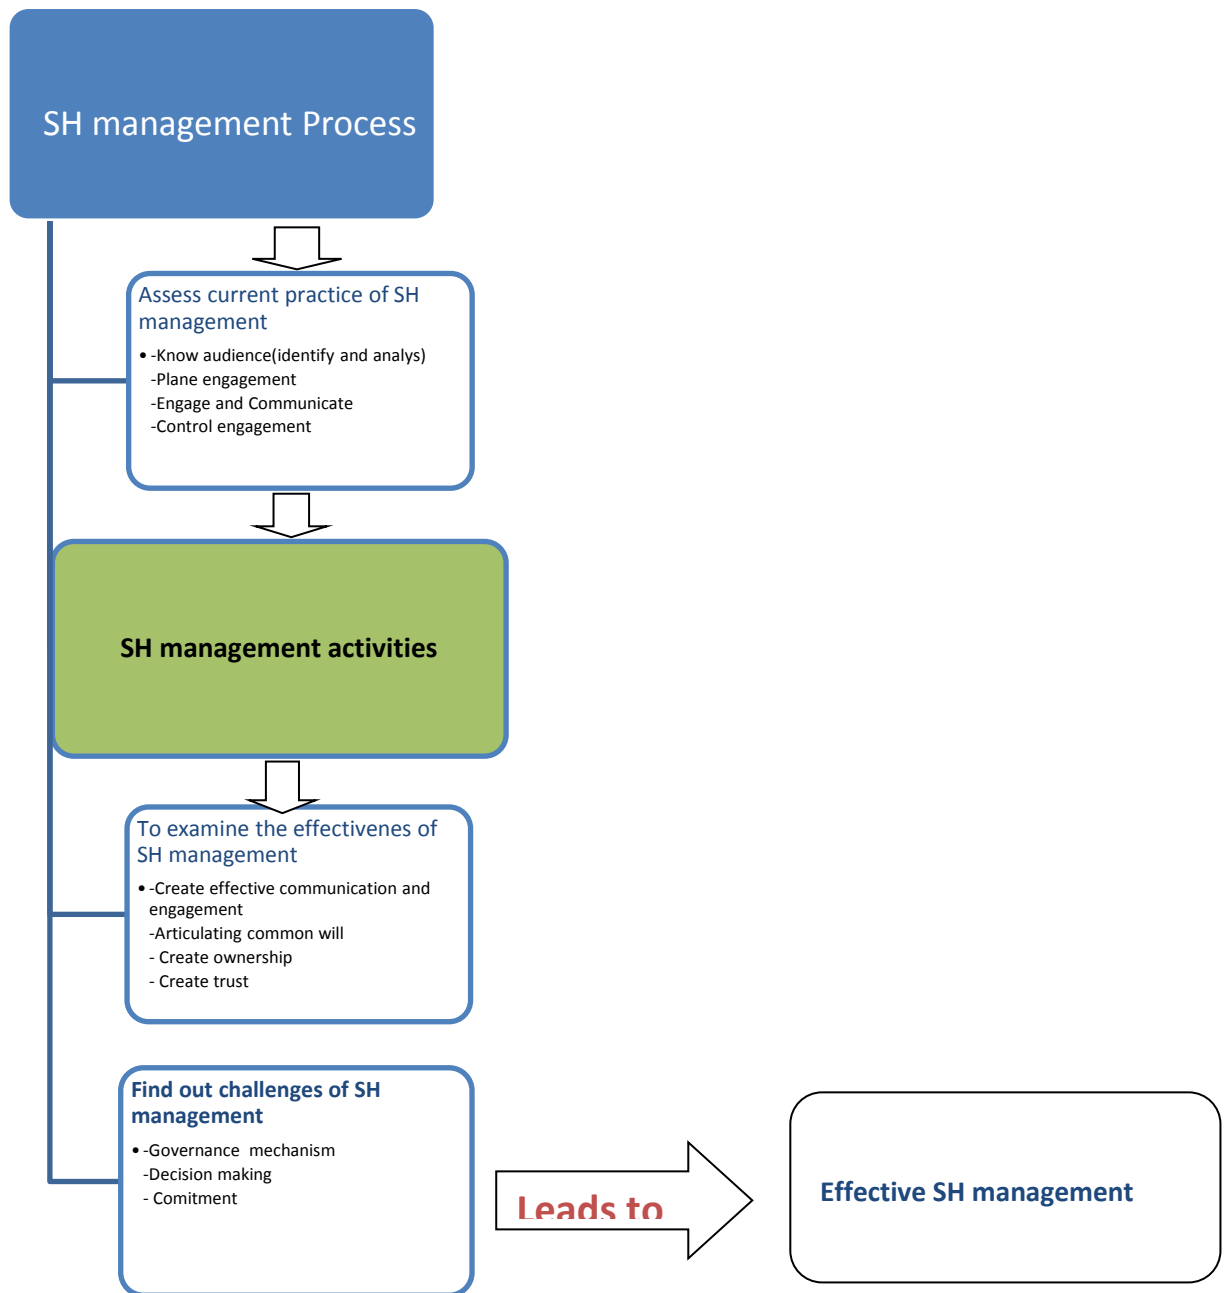 SH management Process
Assess current practice of SH
management
• -Know audience(identify and analys)
-Plane engagement
-Engage and Communicate
-Control engagement
SH management activities
To examine the effectivenes of
SH management
• -Create effective communication and
engagement
-Articulating common will
- Create ownership
- Create trust
Find out challenges of SH
management
• -Governance  mechanism
-Decision making
- Comitment
Leads to
Effective SH management